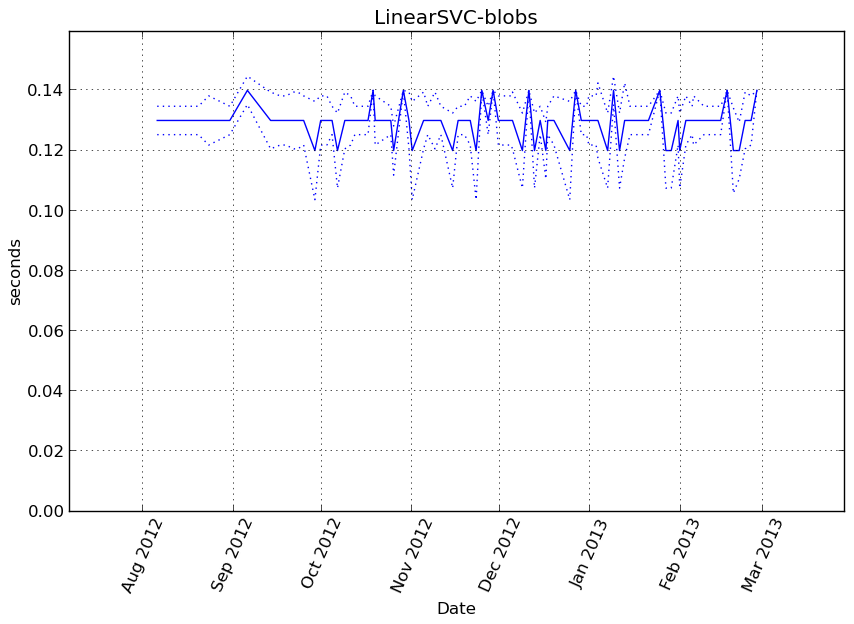 LinearSVC-blobs
0.14
0.12
0.10
0.08
0.06
0.04
0.02
0.00
seconds
Aug 2012
Sep 2012
Oct 2012
Nov 2012
Dec 2012
Jan 2013
Feb 2013
Mar 2013
Date